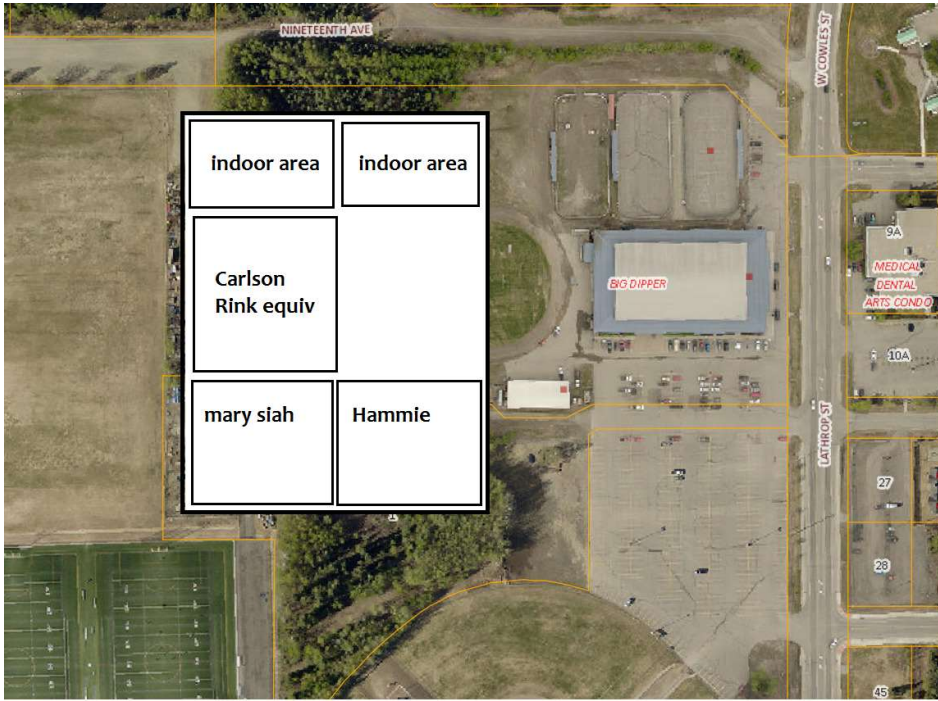 NINETEENTH AVE
W COWLES ST
indoor area
indoor area
9A
Carlson
Rink equiv
BIG DIPPER
MEDICAL
DENTAL
ARTS CONDO
10A
mary siah
Hammie
LATHROP ST
27
1
28
45